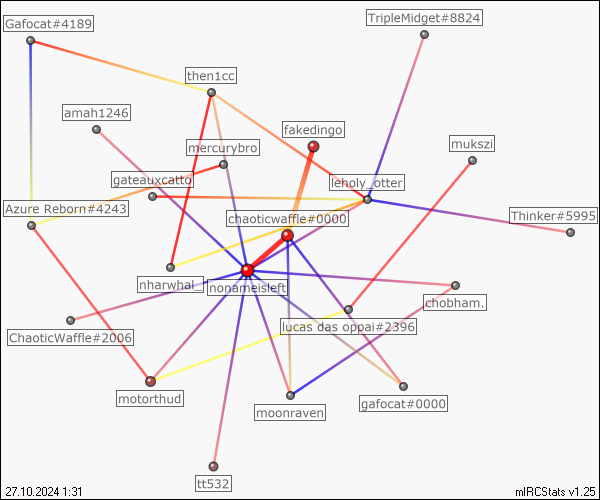 Gafocat#4189
TripleMidget#8824
then1cc
amah1246
fakedingo
mukszi
mercurybro
gateauxcatto
leholy_otter
Azure Reborn#4243
chaoticwaffle#0000
Thinker#5995
nharwhal_
nonameisleft
chobham.
ChaoticWaffle#2006
lucas das oppai#2396
motorthud
moonraven
gafocat#0000
tt532
27.10.2024 1:31
mIRCStats v1.25